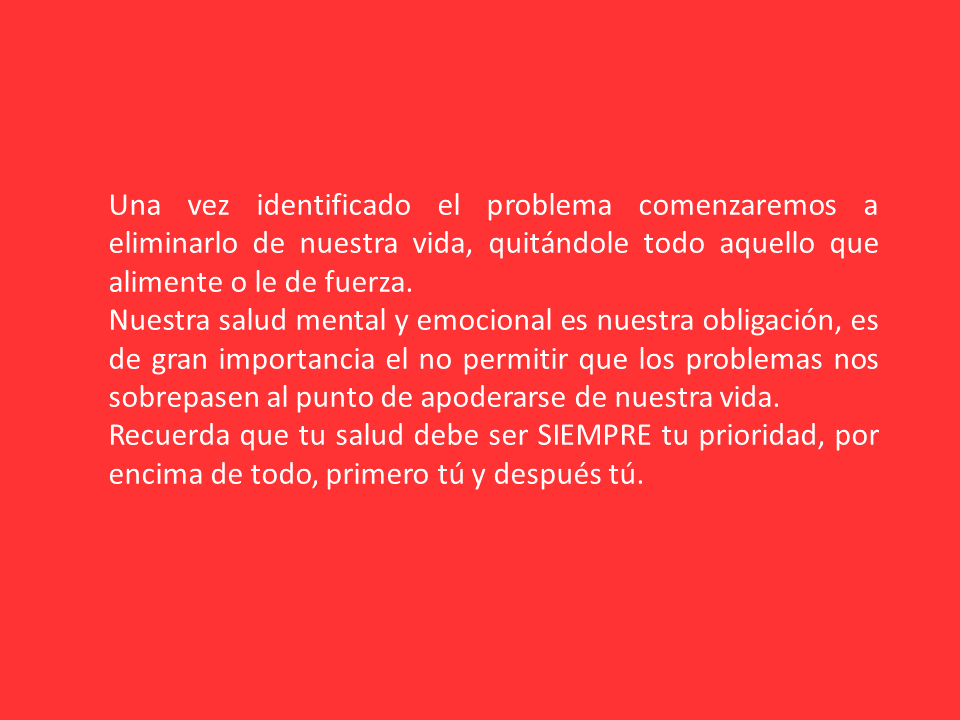 Una vez identificado el problema comenzaremos a
eliminarlo de nuestra vida, quitándole todo aquello que
alimente o le de fuerza.
Nuestra salud mental y emocional es nuestra obligación, es
de gran importancia el no permitir que los problemas nos
sobrepasen al punto de apoderarse de nuestra vida.
Recuerda que tu salud debe ser SIEMPRE tu prioridad, por
encima de todo, primero tú y después tú.